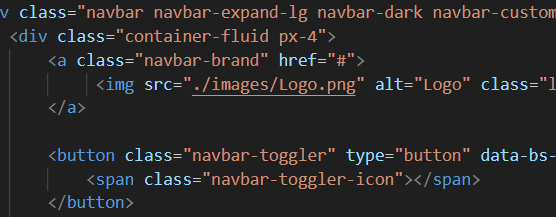 v class="navbar navbar-expand-lg navbar-dark navbar-custom
<div class="container-fluid px-4">
<a class="navbar-brand" href="#">
<img src="./images/Logo.png" alt="Logo" class="l
</a>
<button class="navbar-toggler" type="button" data-bs-
<span class="navbar-toggler-icon"></span>
</button>